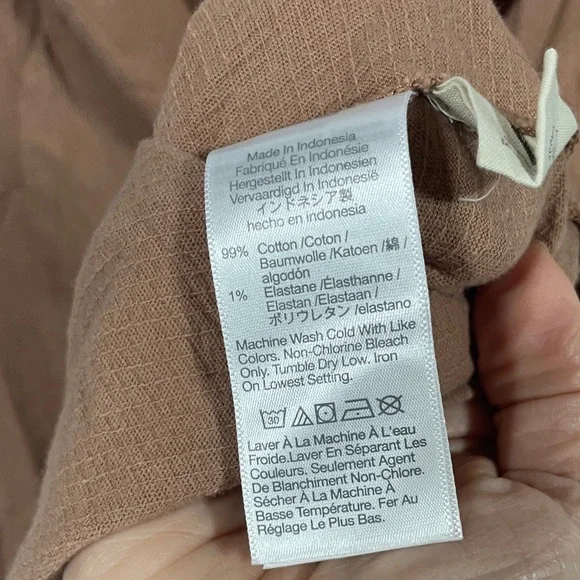 Made In Indonesia
Fabriqué En Indonésie
Hergestellt In Indonesien
Vervaardigd In Indonesie
インドネシア製
hecho en indonesia
99% Cotton /Coton /
Baumwolle /Katoen /綿 /
algodón
1% Elastane /Élasthanne /
Elastan /Elastaan /
ポリウレタン /elastano
Machine Wash Cold With Like
Colors. Non-Chlorine Bleach
Only. Tumble Dry Low. Iron
On Lowest Setting.
30
Laver À La Machine À L'eau
Froide.Laver En Séparant Les
Couleurs. Seulement Agent
De Blanchiment Non-Chlore.
Sécher À La Machine À
Basse Température. Fer Au
Réglage Le Plus Bas.